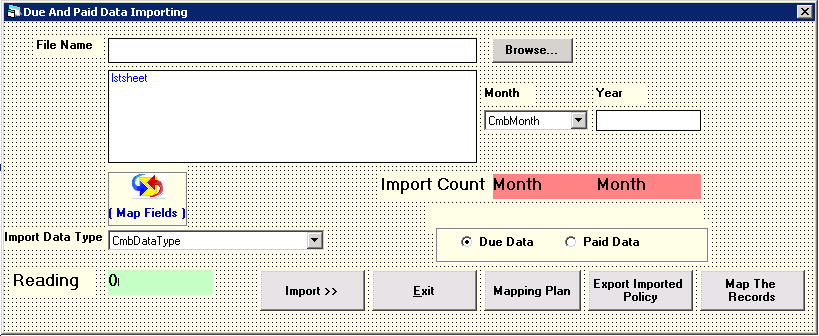 Due And Paid Data Importing
File Name
Browse...
lstsheet
Month Year
CmbMonth
( Map Fields )
Import Count Month Month
Import Data Type CmbDataType
Due Data Paid Data
Reading 0
Import >> Exit Mapping Plan Export Imported Policy Map The Records